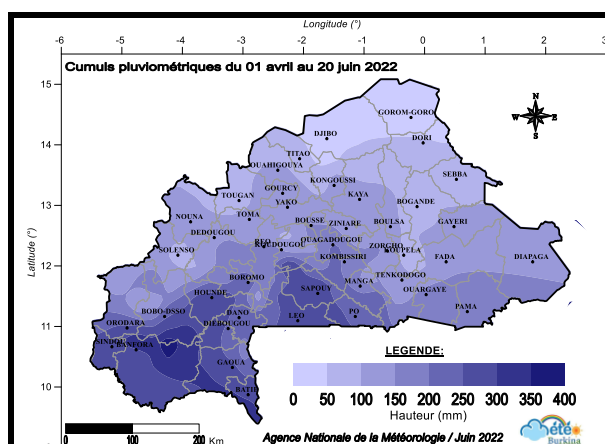 Longitude (°)
-6 -5 -4 -3 -2 -1 0 1 2 3
Cumuls pluviométriques du 01 avril au 20 juin 2022
15
14
13
12
11
10
Latitude (°)
N
W E
S
GOROM-GORO
DJIBO
DORI
TITAO
OUAHIGOUYA
KONGOUSSI
SEBBA
GOURCY
KAYA
TOUGAN
YAKO
BOGANDE
NOUNA
TOMA
BOUSSE
ZINIARE
BOULSA
GAYERI
DEDOUGOU
REO
KOUDOUGOU
OUAGADOUGOU
SOLENSO
ZORGHO
KOUPELA
KOMBISSIRI
FADA
DIAPAGA
BOROMO
TENKODOGO
MANGA
HOUNDE
SAPOUY
OUARGAYE
BOBO-DSSO
DANO
LEO
PO
PAMA
ORODARA
DIEBOUGOU
SINDOU
BANFORA
GAOUA
BATIE
LEGENDE:
0 50 100 150 200 250 300 350 400
Hauteur (mm)
0 100 200 Km
Agence Nationale de la Météorologie / Juin 2022
météo
Burkina